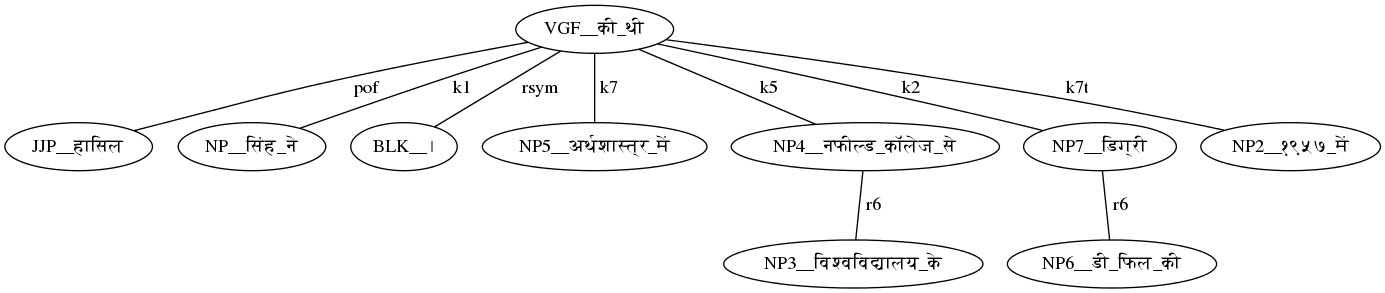 VGF__की_थी
pof k1 rsym k7 k5 k2 k7t
JJP__हासिल NP__सिंह_ने BLK__। NP5__अर्थशास्त्र_में NP4__नफील्ड_कॉलेज_से NP7__डिग्री NP2__१९५७_में
r6 r6
NP3__विश्वविद्यालय_के NP6__डी_फिल_की